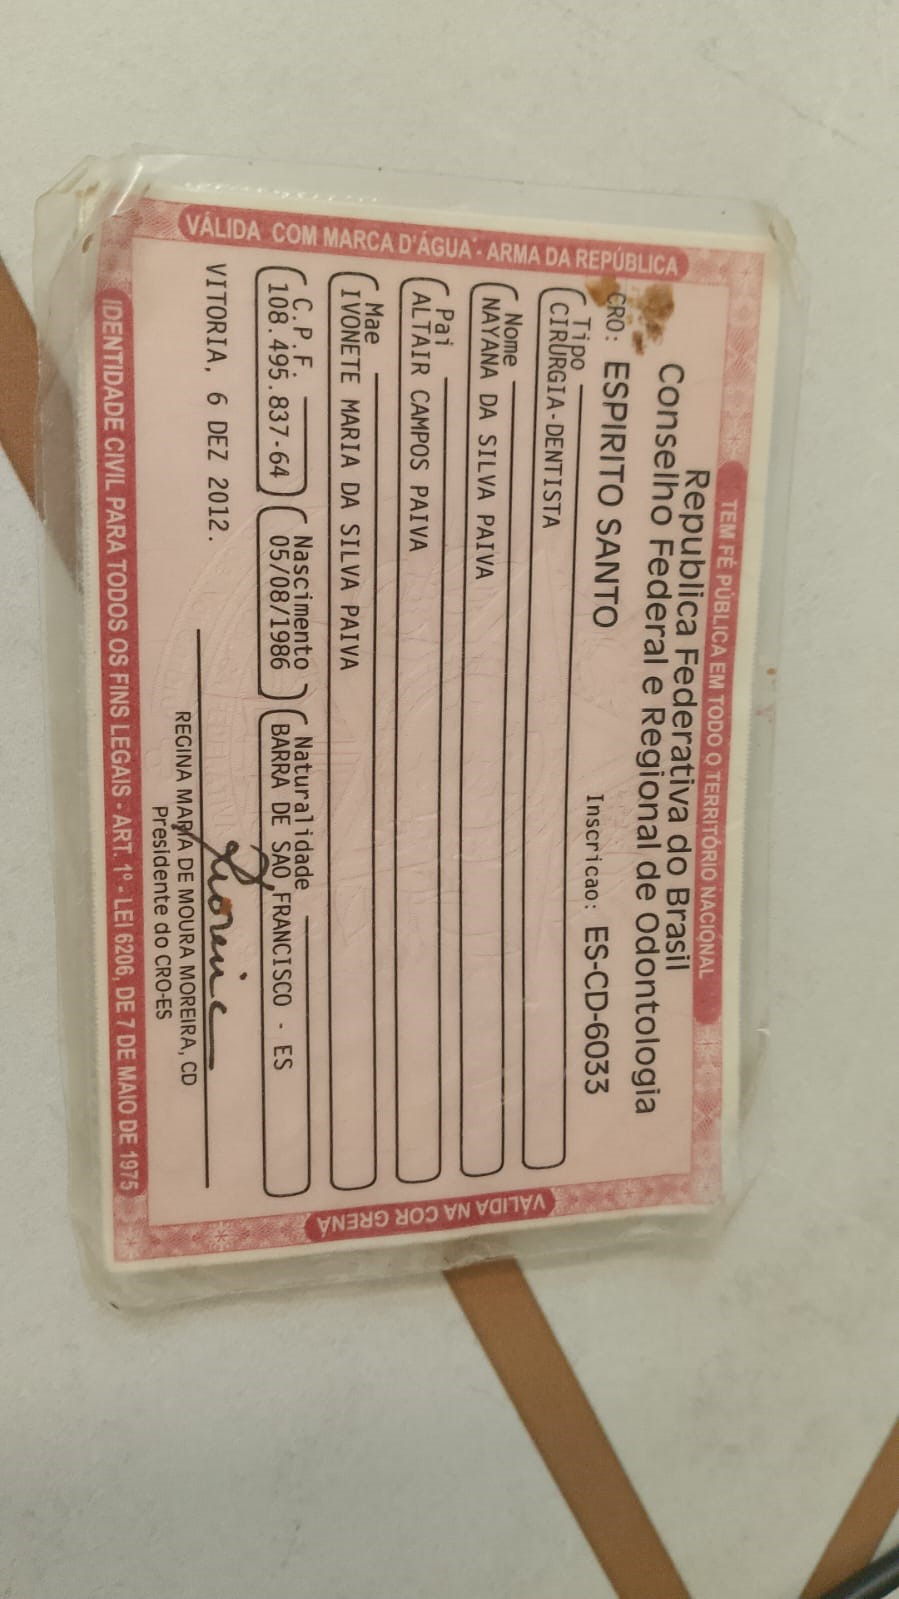 TEM FÉ PÚBLICA EM TODO O TERRITÓRIO NACIONAL
Republica Federativa do Brasil
Conselho Federal e Regional de Odontologia
CRO: ESPIRITO SANTO Inscricao: ES-CD-6033
Tipo
CIRURGIA-DENTISTA
Nome
NAYANA DA SILVA PAIVA
Pai
ALTAIR CAMPOS PAIVA
Mae
IVONETE MARIA DA SILVA PAIVA
C.P.F. Nascimento Naturalidade
108.495.837-64 05/08/1986 BARRA DE SAO FRANCISCO - ES
VITORIA, 6 DEZ 2012.
REGINA MARIA DE MOURA MOREIRA, CD
Presidente do CRO-ES
IDENTIDADE CIVIL PARA TODOS OS FINS LEGAIS - ART. 1º - LEI 6206, DE 7 DE MAIO DE 1975
VÁLIDA COM MARCA D'ÁGUA - ARMA DA REPÚBLICA
VÁLIDA NA COR GRENÁ